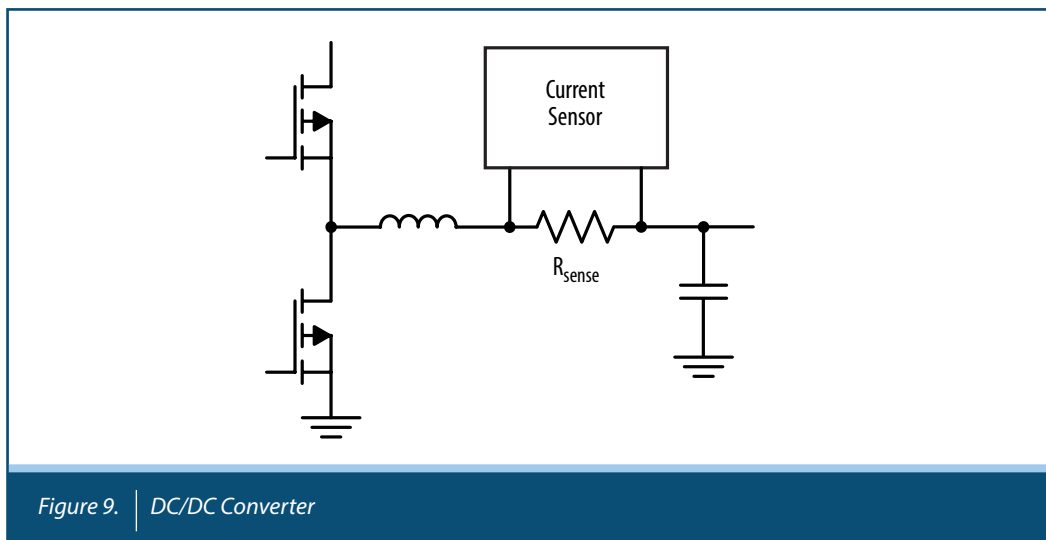 Current
Sensor
Rsense
Figure 9. DC/DC Converter